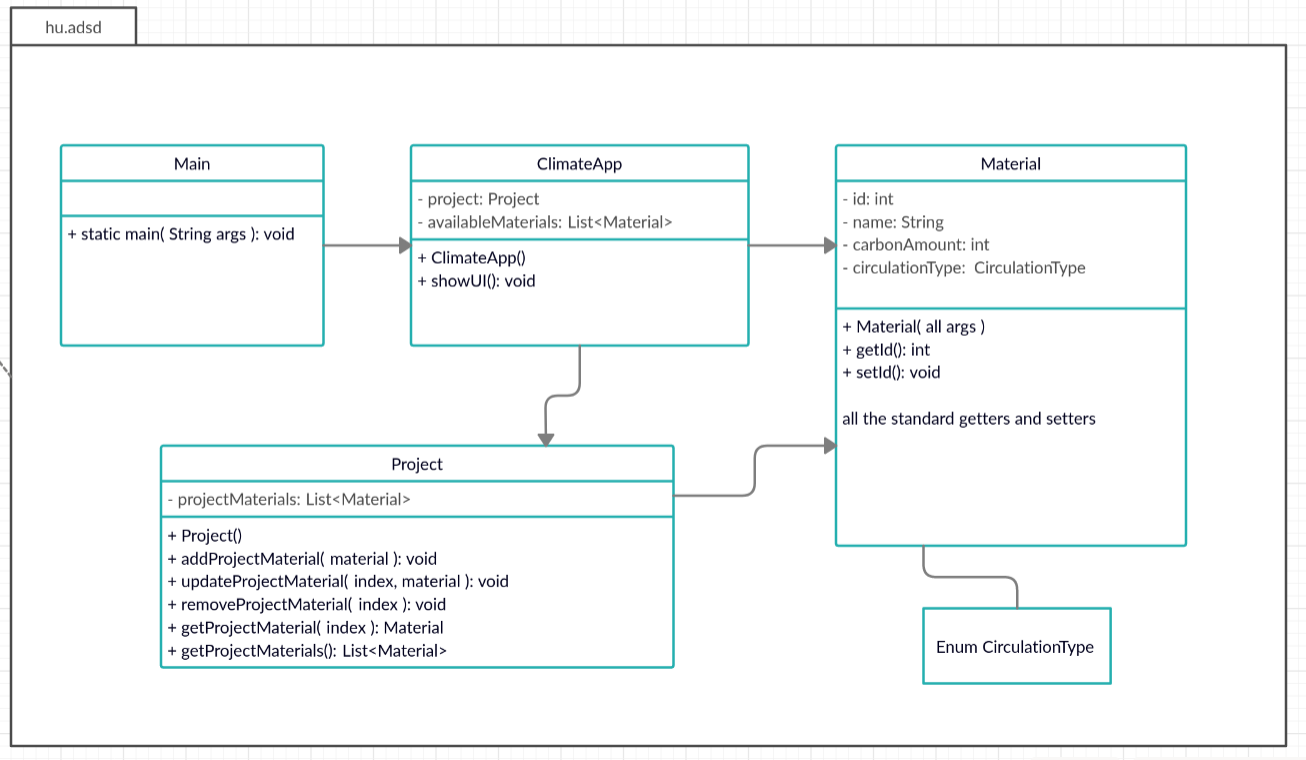 hu.adsd
Main
+ static main( String args ): void
ClimateApp
- project: Project
- availableMaterials: List<Material>
+ ClimateApp()
+ showUI(): void
Material
- id: int
- name: String
- carbonAmount: int
- circulationType:  CirculationType
+ Material( all args )
+ getId(): int
+ setId(): void
all the standard getters and setters
Project
- projectMaterials: List<Material>
+ Project()
+ addProjectMaterial( material ): void
+ updateProjectMaterial( index, material ): void
+ removeProjectMaterial( index ): void
+ getProjectMaterial( index ): Material
+ getProjectMaterials(): List<Material>
Enum CirculationType